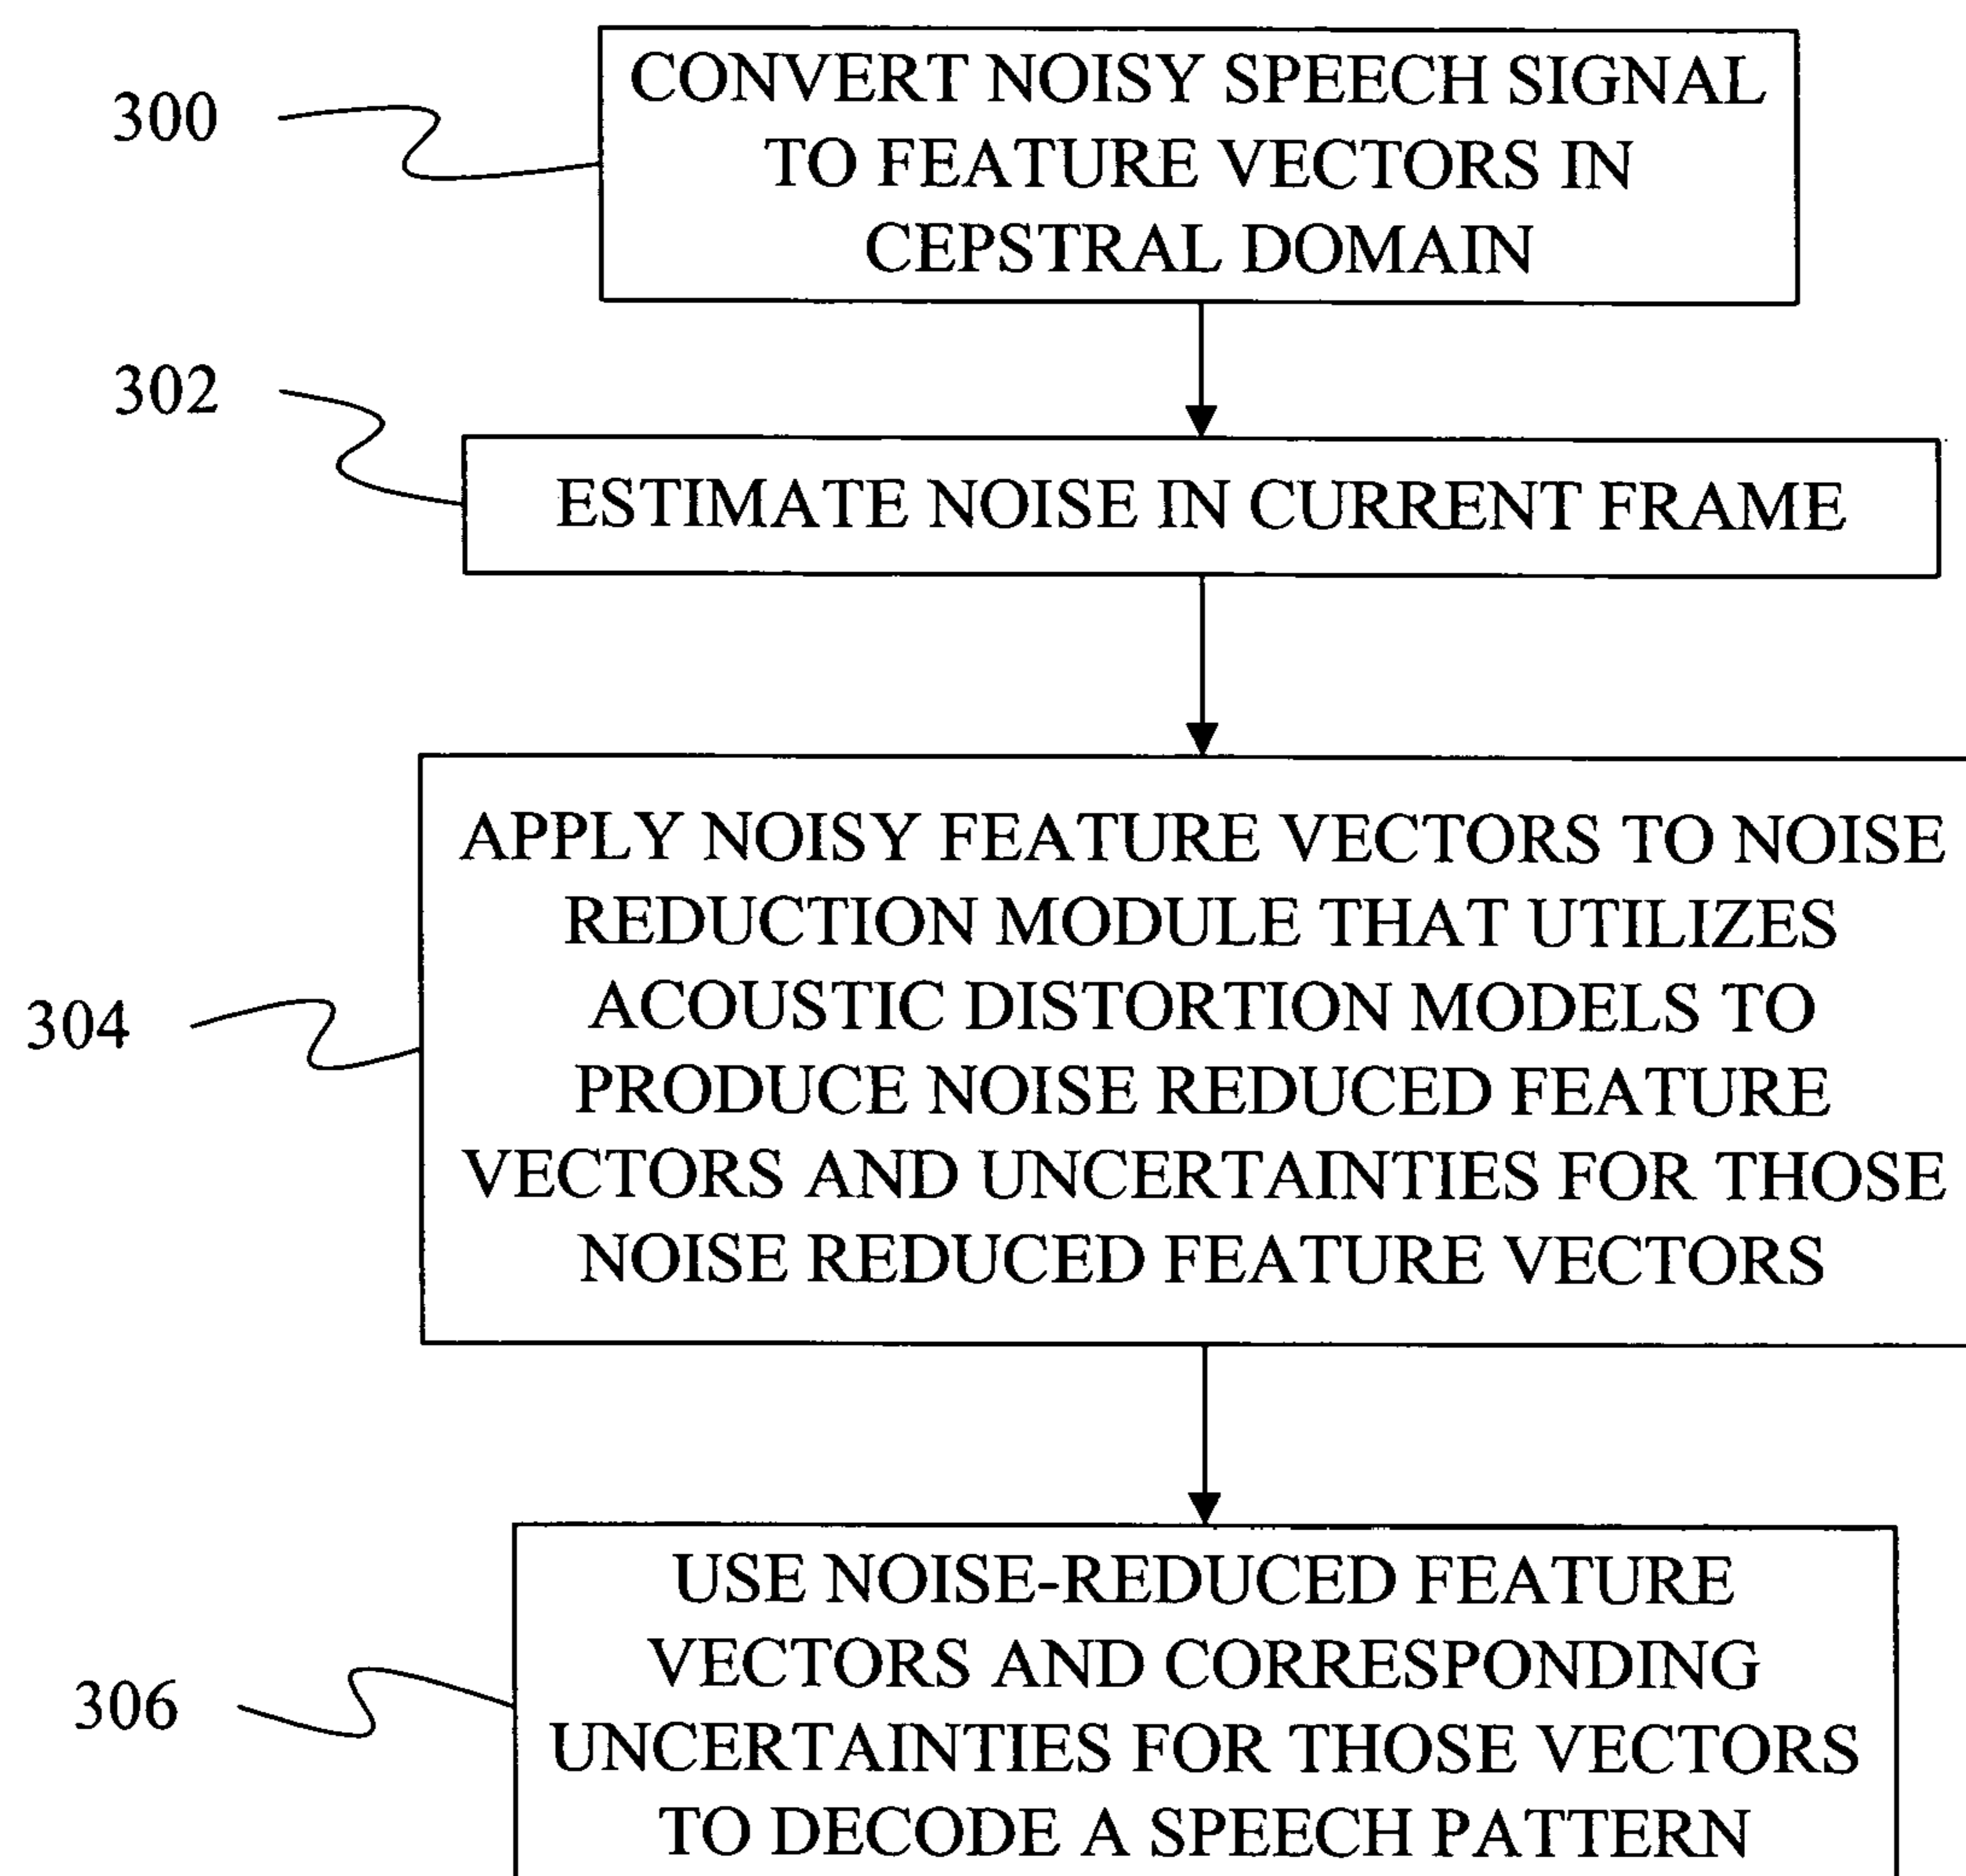 300
CONVERT NOISY SPEECH SIGNAL
TO FEATURE VECTORS IN
CEPSTRAL DOMAIN
302
ESTIMATE NOISE IN CURRENT FRAME
304
APPLY NOISY FEATURE VECTORS TO NOISE
REDUCTION MODULE THAT UTILIZES
ACOUSTIC DISTORTION MODELS TO
PRODUCE NOISE REDUCED FEATURE
VECTORS AND UNCERTAINTIES FOR THOSE
NOISE REDUCED FEATURE VECTORS
306
USE NOISE-REDUCED FEATURE
VECTORS AND CORRESPONDING
UNCERTAINTIES FOR THOSE VECTORS
TO DECODE A SPEECH PATTERN